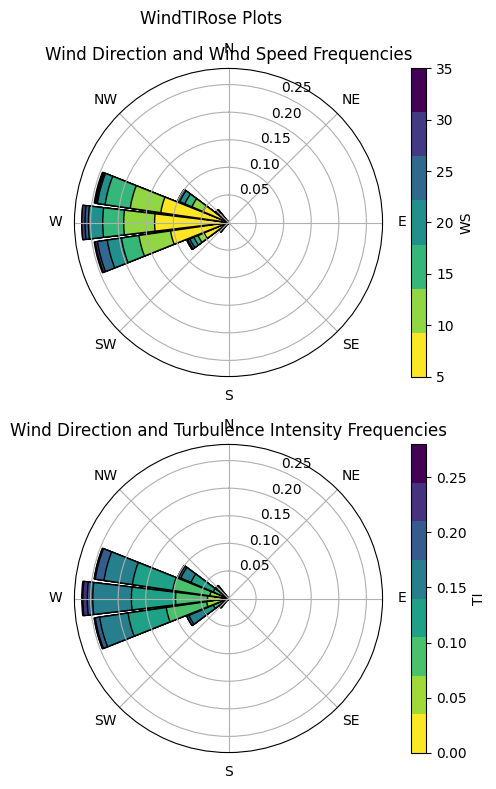 WindTIRose Plots
Wind Direction and Wind Speed Frequencies
N
NW
NE
W
E
SW
SE
S
0.25
0.20
0.15
0.10
0.05
35
30
25
20
15
10
5
WS
Wind Direction and Turbulence Intensity Frequencies
N
NW
NE
W
E
SW
SE
S
0.25
0.20
0.15
0.10
0.05
0.25
0.20
0.15
0.10
0.05
0.00
TI